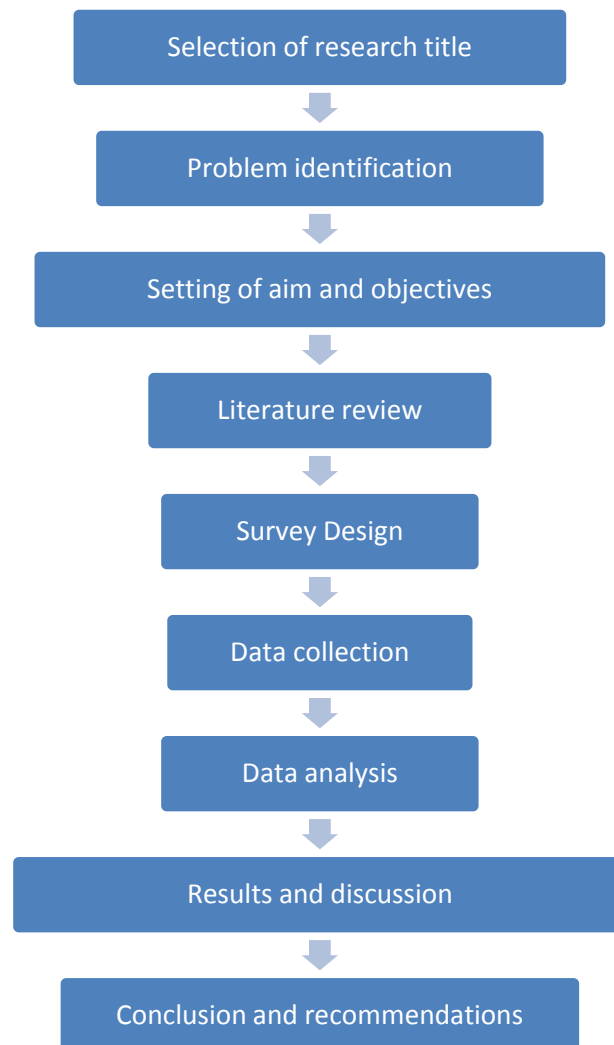 Selection of research title
Problem identification
Setting of aim and objectives
Literature review
Survey Design
Data collection
Data analysis
Results and discussion
Conclusion and recommendations